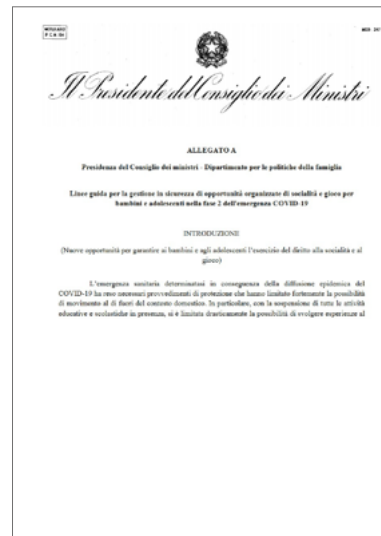 MODULARIO
P. C. M. 194
MOD. 247
Il Presidente del Consiglio dei Ministri
ALLEGATO A
Presidenza del Consiglio dei ministri - Dipartimento per le politiche della famiglia
Linee guida per la gestione in sicurezza di opportunità organizzate di socialità e gioco per
bambini e adolescenti nella fase 2 dell'emergenza COVID-19
INTRODUZIONE
(Nuove opportunità per garantire ai bambini e agli adolescenti l'esercizio del diritto alla socialità e al
gioco)
L'emergenza sanitaria determinatasi in conseguenza della diffusione epidemica del
COVID-19 ha reso necessari provvedimenti di protezione che hanno limitato fortemente la possibilità
di movimento al di fuori del contesto domestico. In particolare, con la sospensione di tutte le attività
educative e scolastiche in presenza, si è limitata drasticamente la possibilità di svolgere esperienze al